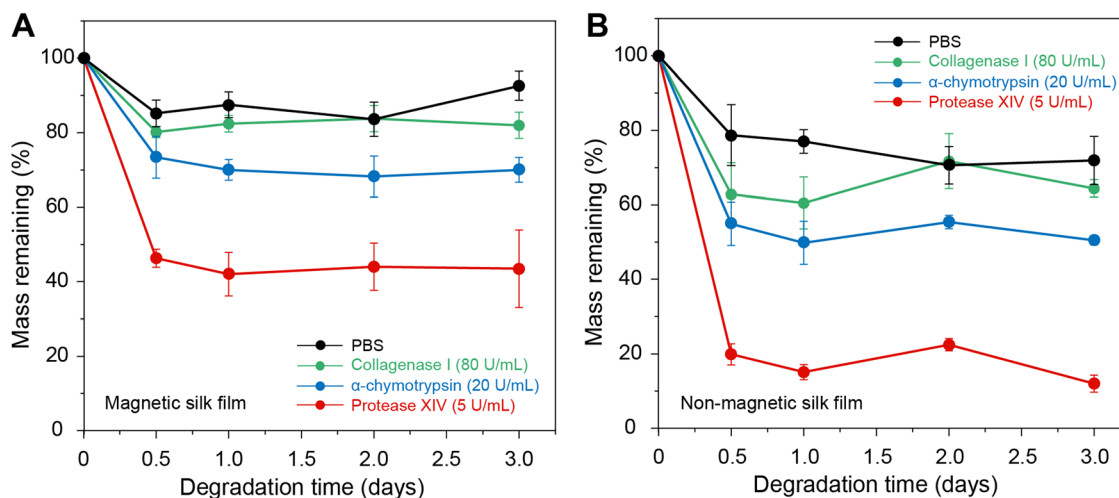 A
Mass remaining (%)
100
80
60
40
20
0
PBS
Collagenase I (80 U/mL)
α-chymotrypsin (20 U/mL)
Protease XIV (5 U/mL)
Magnetic silk film
0 0.5 1.0 1.5 2.0 2.5 3.0
Degradation time (days)
B
Mass remaining (%)
100
80
60
40
20
0
PBS
Collagenase I (80 U/mL)
α-chymotrypsin (20 U/mL)
Protease XIV (5 U/mL)
Non-magnetic silk film
0 0.5 1.0 1.5 2.0 2.5 3.0
Degradation time (days)